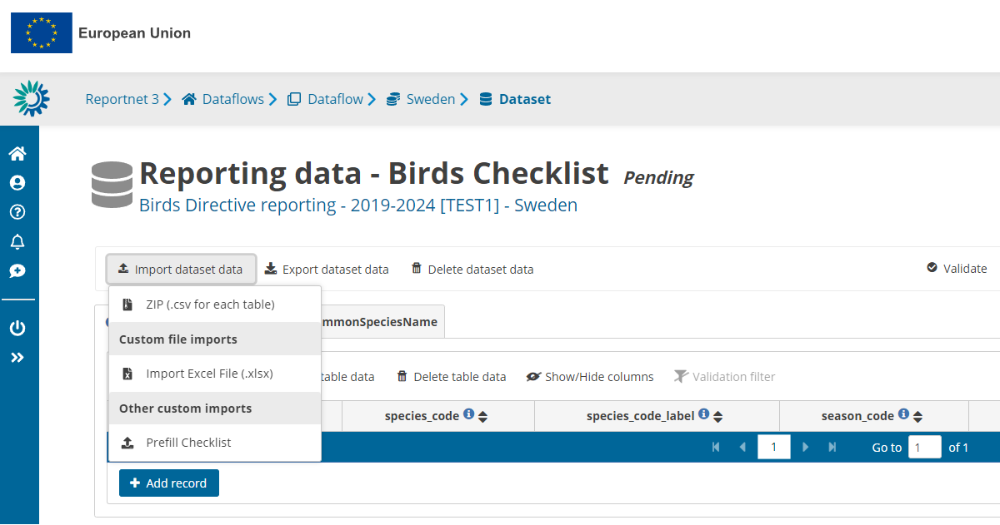 European Union
Reportnet 3 Dataflows Dataflow Sweden Dataset
Reporting data - Birds Checklist Pending
Birds Directive reporting - 2019-2024 [TEST1] - Sweden
Import dataset data Export dataset data Delete dataset data Validate
ZIP (.csv for each table)
mmonSpeciesName
Custom file imports
Import Excel File (.xlsx)
table data Delete table data Show/Hide columns Validation filter
Other custom imports
species_code species_code_label season_code
Prefill Checklist
1 Go to 1 of 1
Add record